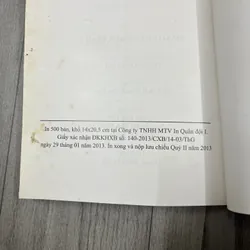 In 500 bản, khổ 14x20,5 cm tại Công ty TNHH MTV In Quân đội 1.
Giấy xác nhận ĐKKHXB số: 140-2013/CXB/14-03/ThG
ngày 29 tháng 01 năm 2013. In xong và nộp lưu chiểu Quý II năm 2013